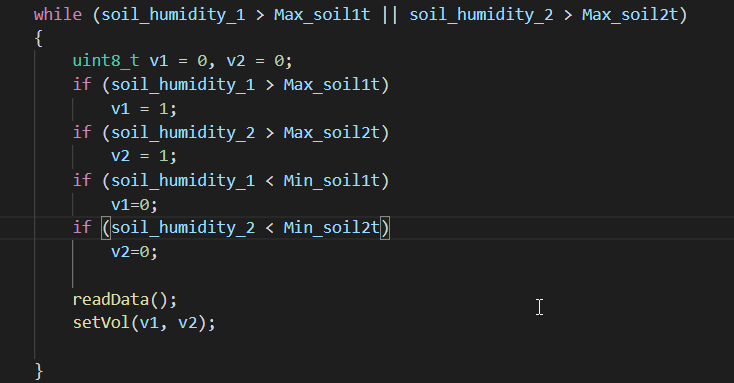 while (soil_humidity_1 > Max_soil1t || soil_humidity_2 > Max_soil2t)
{
uint8_t v1 = 0, v2 = 0;
if (soil_humidity_1 > Max_soil1t)
v1 = 1;
if (soil_humidity_2 > Max_soil2t)
v2 = 1;
if (soil_humidity_1 < Min_soil1t)
v1=0;
if (soil_humidity_2 < Min_soil2t)
v2=0;
readData();
setVol(v1, v2);
}